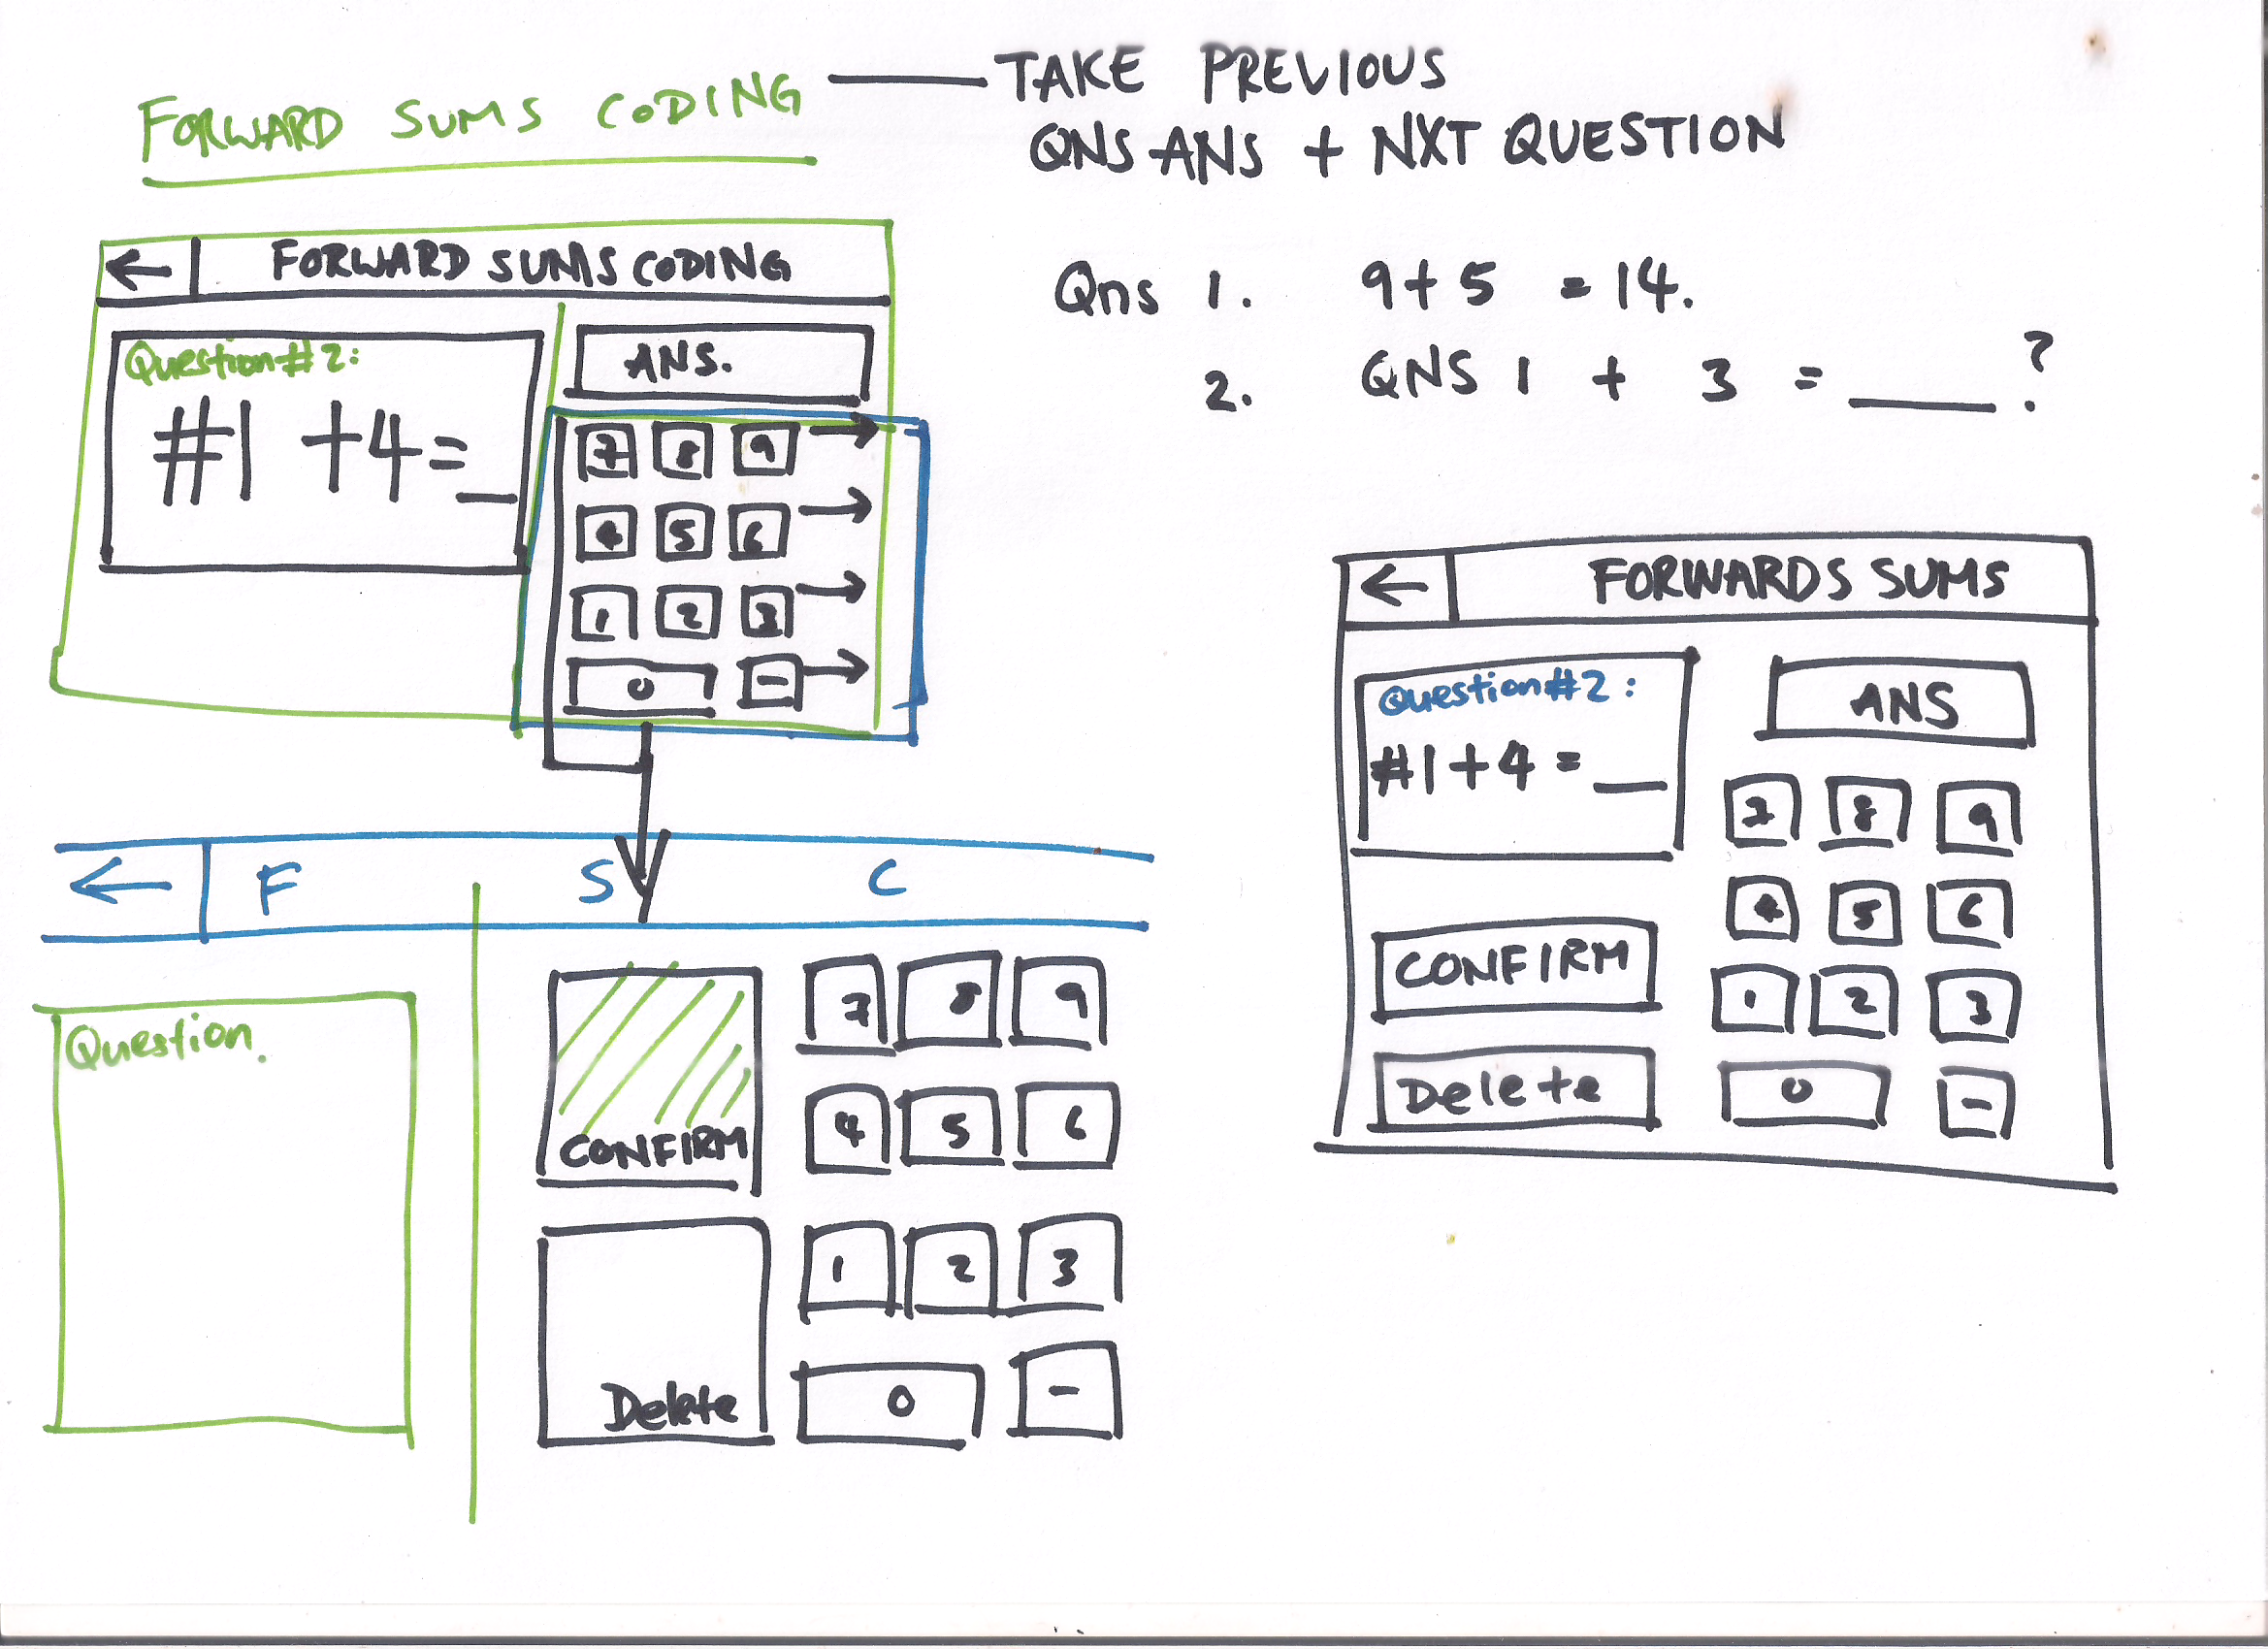 FORWARD SUMS CODING — TAKE PREVIOUS
QNS ANS + NXT QUESTION
Qns 1. 9+5 = 14.
2. QNS 1 + 3 = ___?
← FORWARD SUMS CODING
Question#2:
#1 +4=_
ANS.
7 8 9 →
4 5 6 →
1 2 3 →
0 - →
← F S C
Question.
CONFIRM
Delete
7 8 9
4 5 6
1 2 3
0 -
← FORWARDS SUMS
Question#2:
#1+4=__
ANS
CONFIRM
Delete
7 8 9
4 5 6
1 2 3
0 -